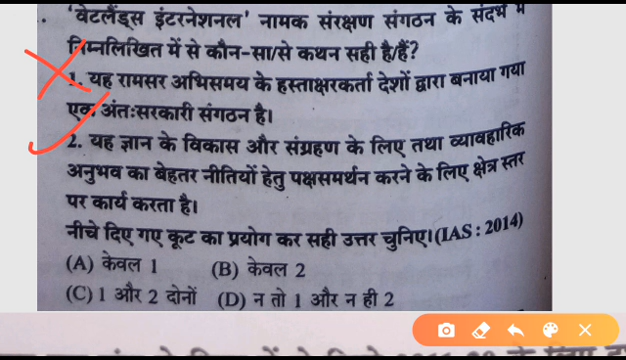 'वेटलैंड्स इंटरनेशनल' नामक संरक्षण संगठन के संदर्भ में
निम्नलिखित में से कौन-सा/से कथन सही है/हैं?
1. यह रामसर अभिसमय के हस्ताक्षरकर्ता देशों द्वारा बनाया गया
एक अंतःसरकारी संगठन है।
2. यह ज्ञान के विकास और संग्रहण के लिए तथा व्यावहारिक
अनुभव का बेहतर नीतियों हेतु पक्षसमर्थन करने के लिए क्षेत्र स्तर
पर कार्य करता है।
नीचे दिए गए कूट का प्रयोग कर सही उत्तर चुनिए। (IAS : 2014)
(A) केवल 1 (B) केवल 2
(C) 1 और 2 दोनों (D) न तो 1 और न ही 2